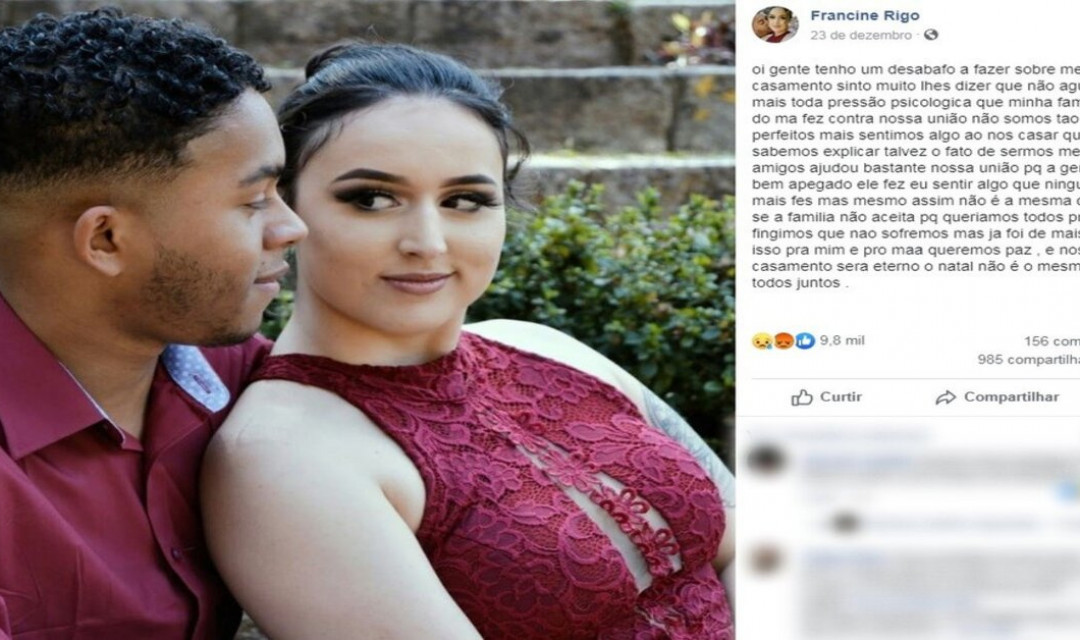 Francine Rigo
23 de dezembro ·
oi gente tenho um desabafo a fazer sobre me
casamento sinto muito lhes dizer que não agu
mais toda pressão psicologica que minha fam
do ma fez contra nossa união não somos tao
perfeitos mais sentimos algo ao nos casar qu
sabemos explicar talvez o fato de sermos me
amigos ajudou bastante nossa união pq a gen
bem apegado ele fez eu sentir algo que ningu
mais fes mas mesmo assim não é a mesma c
se a familia não aceita pq queriamos todos pr
fingimos que nao sofremos mas ja foi de mais
isso pra mim e pro maa queremos paz , e nos
casamento sera eterno o natal não é o mesm
todos juntos .
9,8 mil
156 com
985 compartilha
Curtir
Compartilhar